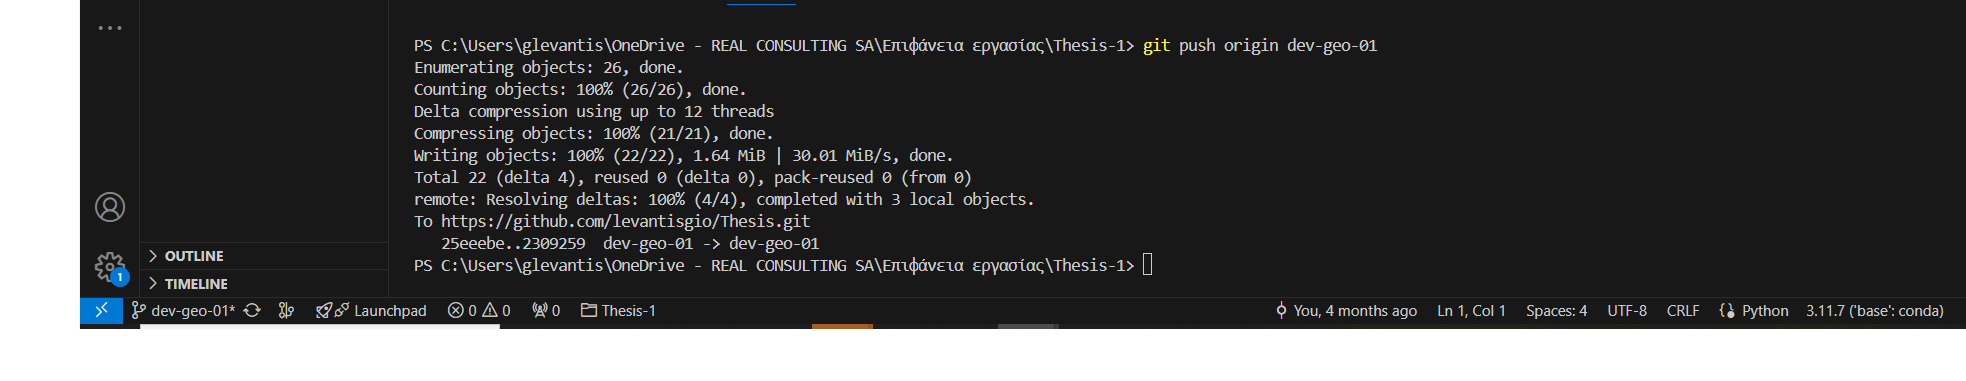 PS C:\Users\glevantis\OneDrive - REAL CONSULTING SA\Επιφάνεια εργασίας\Thesis-1> git push origin dev-geo-01
Enumerating objects: 26, done.
Counting objects: 100% (26/26), done.
Delta compression using up to 12 threads
Compressing objects: 100% (21/21), done.
Writing objects: 100% (22/22), 1.64 MiB | 30.01 MiB/s, done.
Total 22 (delta 4), reused 0 (delta 0), pack-reused 0 (from 0)
remote: Resolving deltas: 100% (4/4), completed with 3 local objects.
To https://github.com/levantisgio/Thesis.git
   25eeebe..2309259  dev-geo-01 -> dev-geo-01
PS C:\Users\glevantis\OneDrive - REAL CONSULTING SA\Επιφάνεια εργασίας\Thesis-1>
OUTLINE
TIMELINE
1
dev-geo-01* Launchpad 0 0 0 Thesis-1 You, 4 months ago Ln 1, Col 1 Spaces: 4 UTF-8 CRLF Python 3.11.7 ('base': conda)